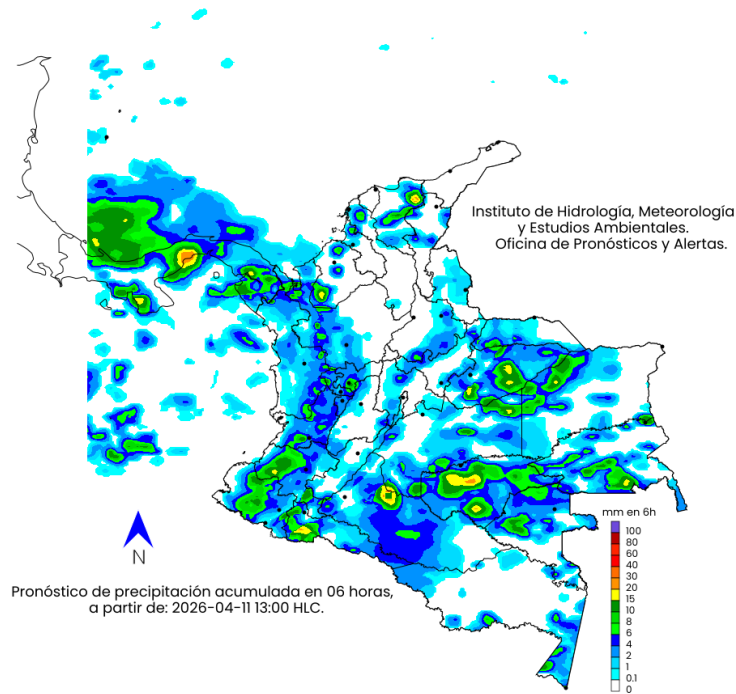 Instituto de Hidrología, Meteorología
y Estudios Ambientales.
Oficina de Pronósticos y Alertas.
N
Pronóstico de precipitación acumulada en 06 horas,
a partir de: 2026-04-11 13:00 HLC.
mm en 6h
100
80
60
40
30
20
15
10
8
6
4
2
1
0.1
0